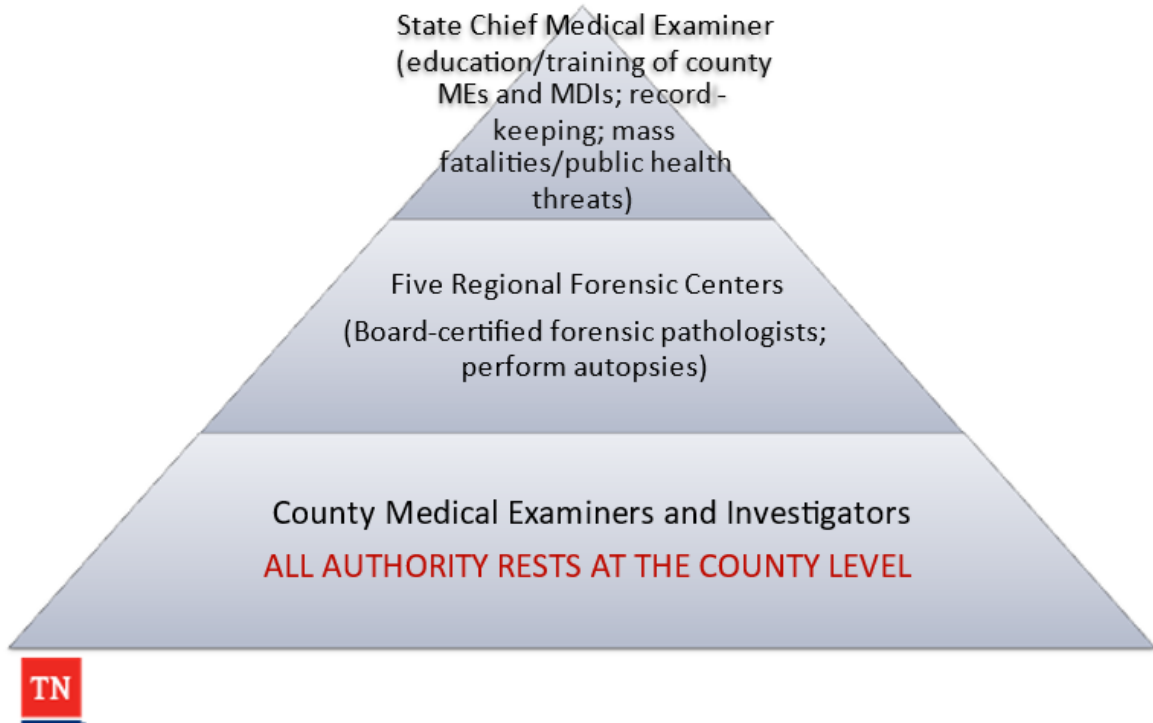 State Chief Medical Examiner
(education/training of county
MEs and MDIs; record -
keeping; mass
fatalities/public health
threats)
Five Regional Forensic Centers
(Board-certified forensic pathologists;
perform autopsies)
County Medical Examiners and Investigators
ALL AUTHORITY RESTS AT THE COUNTY LEVEL
TN